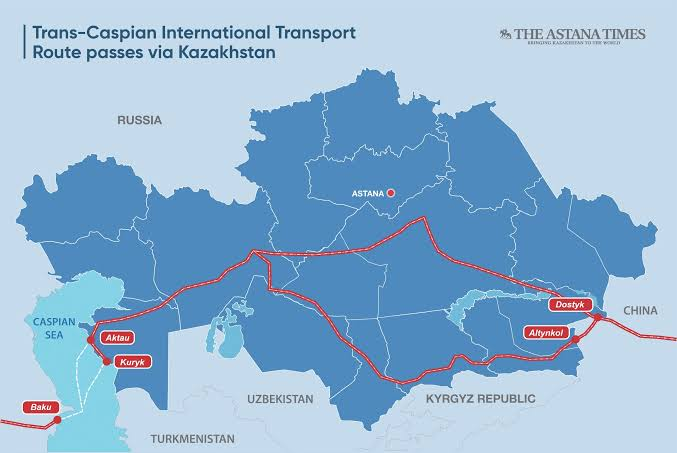 Trans-Caspian International Transport
Route passes via Kazakhstan
THE ASTANA TIMES
BRINGING KAZAKHSTAN TO THE WORLD
RUSSIA
ASTANA
CASPIAN
SEA
Dostyk
CHINA
Aktau
Altynkol
Kuryk
Baku
UZBEKISTAN
KYRGYZ REPUBLIC
TURKMENISTAN